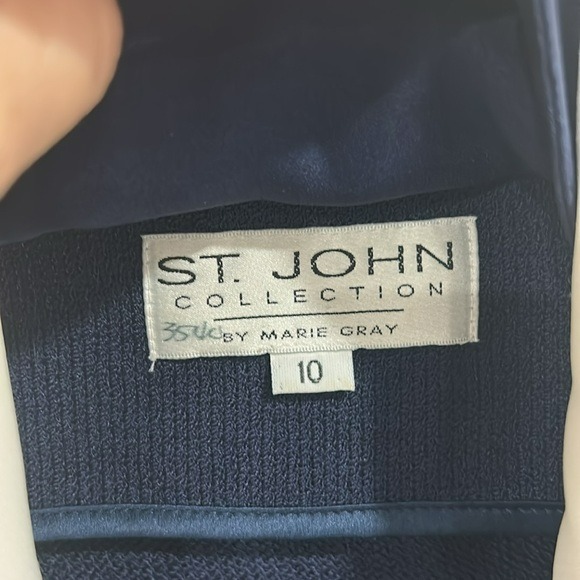 ST. JOHN
COLLECTION
BY MARIE GRAY
10